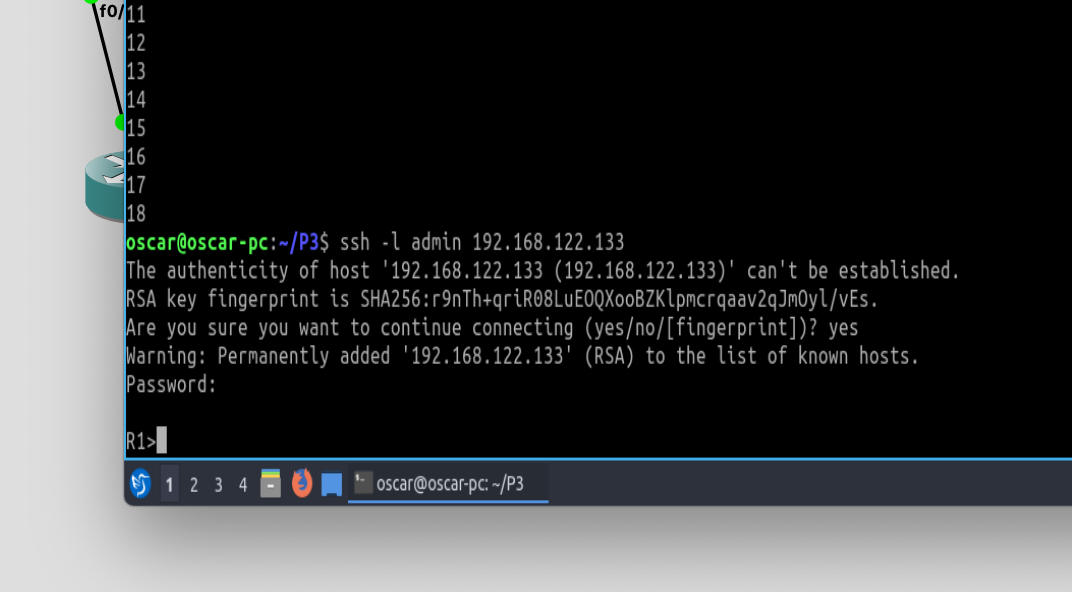 f0/
11
12
13
14
15
16
17
18
oscar@oscar-pc:~/P3$ ssh -l admin 192.168.122.133
The authenticity of host '192.168.122.133 (192.168.122.133)' can't be established.
RSA key fingerprint is SHA256:r9nTh+qriR08LuEOQXooBZKlpmcrqaav2qJmOyl/vEs.
Are you sure you want to continue connecting (yes/no/[fingerprint])? yes
Warning: Permanently added '192.168.122.133' (RSA) to the list of known hosts.
Password:
R1>
1 2 3 4 oscar@oscar-pc: ~/P3